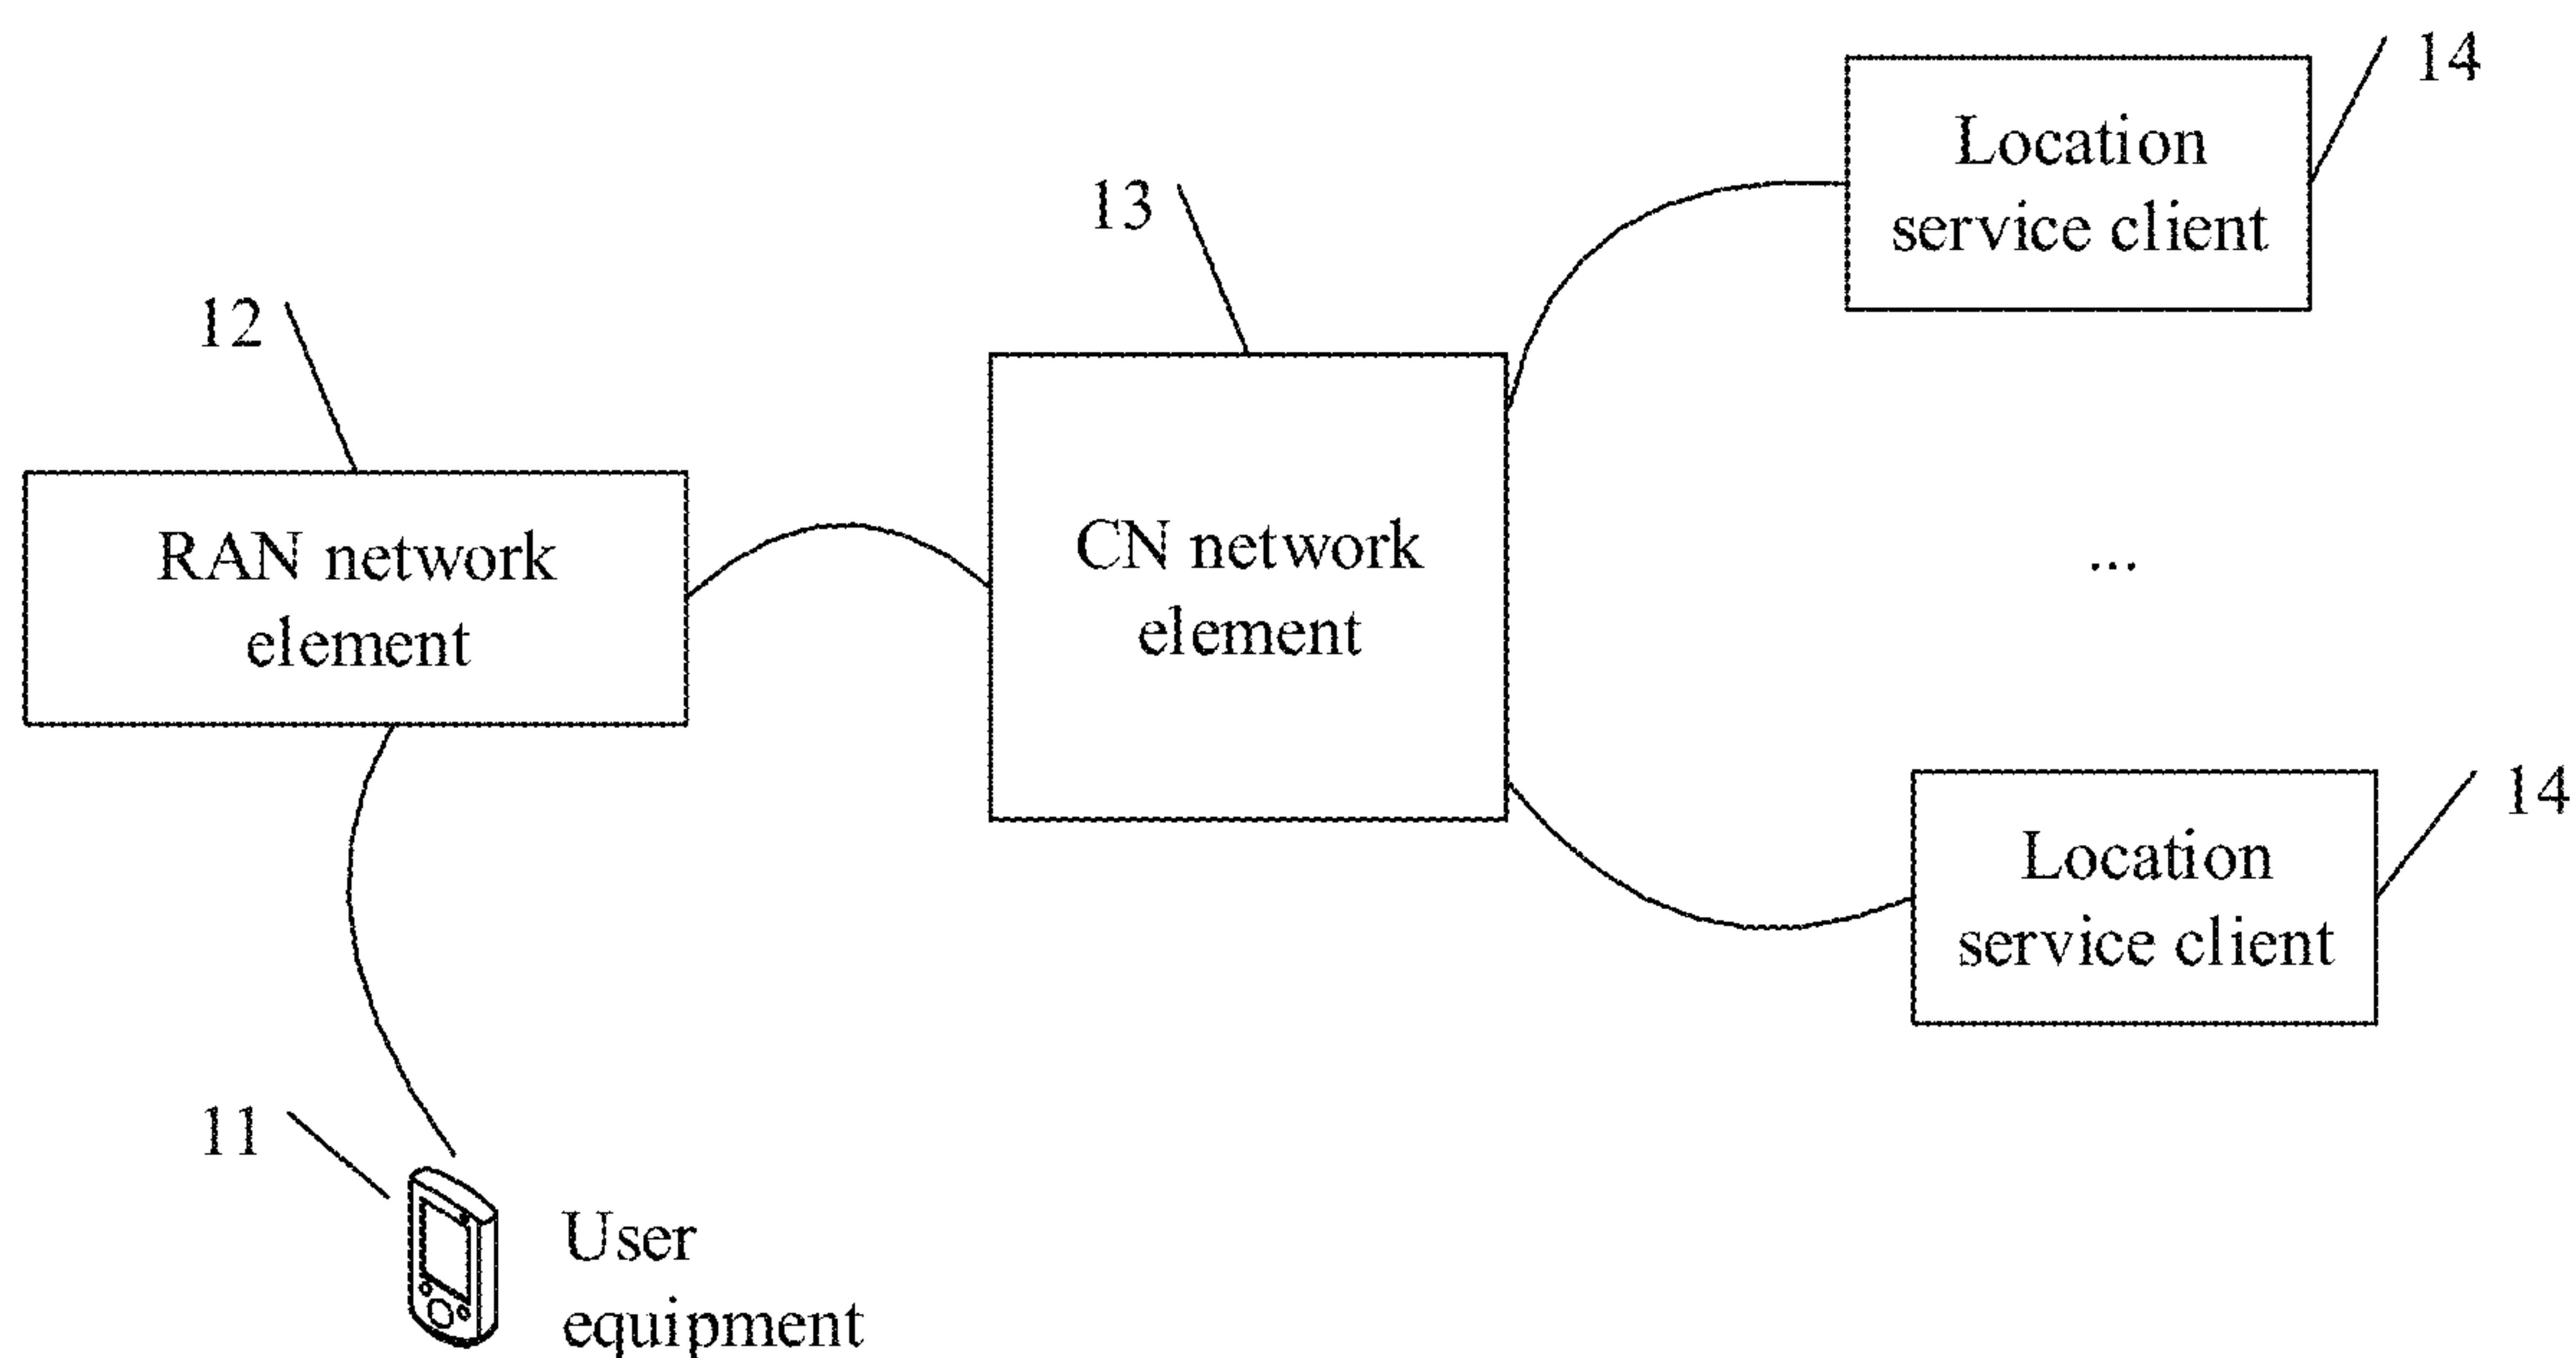 14
Location
service client
13
12
CN network
element
RAN network
element
...
14
Location
service client
11
User
equipment